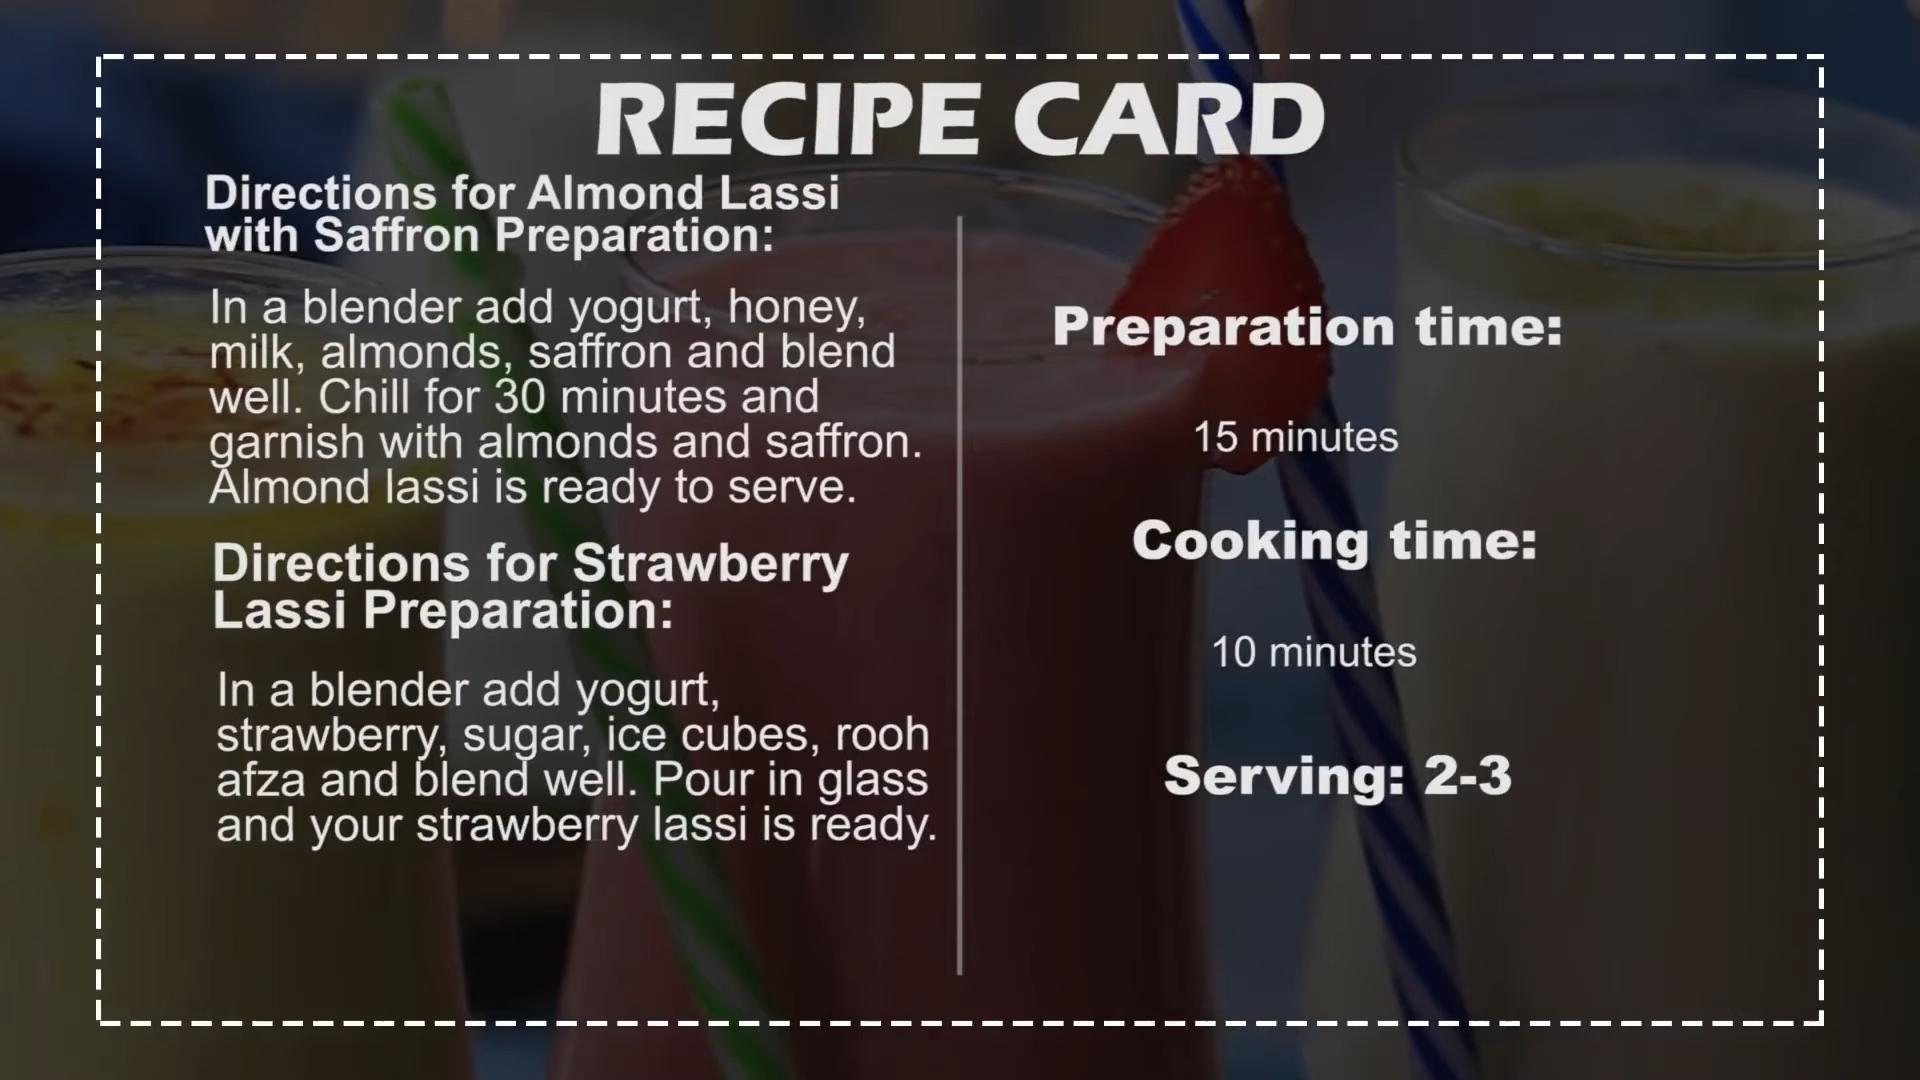 RECIPE CARD
Directions for Almond Lassi
with Saffron Preparation:
In a blender add yogurt, honey,
milk, almonds, saffron and blend
well. Chill for 30 minutes and
garnish with almonds and saffron.
Almond lassi is ready to serve.
Directions for Strawberry
Lassi Preparation:
In a blender add yogurt,
strawberry, sugar, ice cubes, rooh
afza and blend well. Pour in glass
and your strawberry lassi is ready.
Preparation time:
15 minutes
Cooking time:
10 minutes
Serving: 2-3